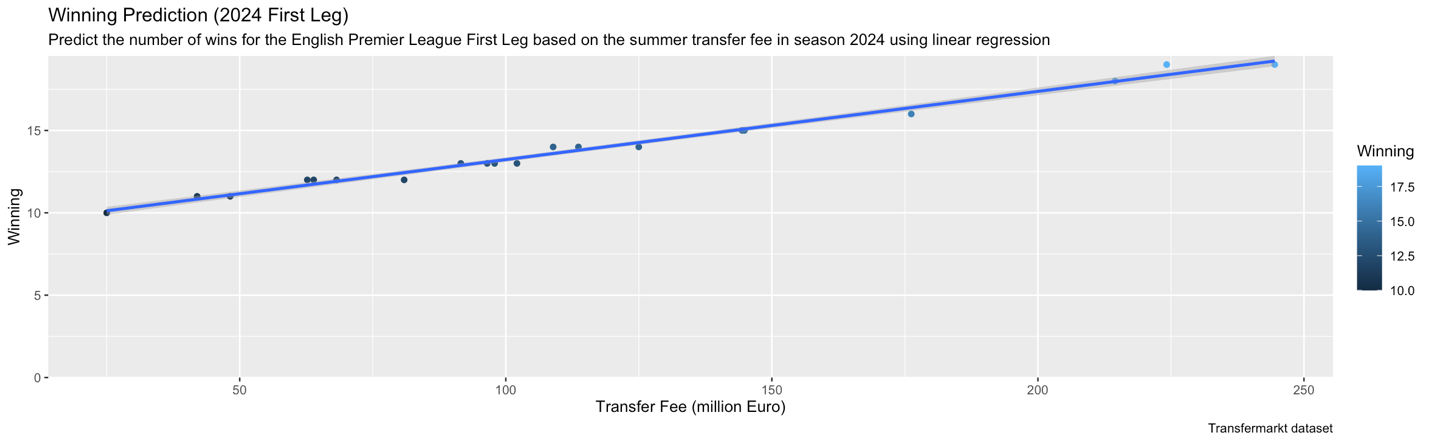 Winning Prediction (2024 First Leg)
Predict the number of wins for the English Premier League First Leg based on the summer transfer fee in season 2024 using linear regression
Winning
15
10
5
0
50
100
150
200
250
Transfer Fee (million Euro)
Transfermarkt dataset
Winning
17.5
15.0
12.5
10.0